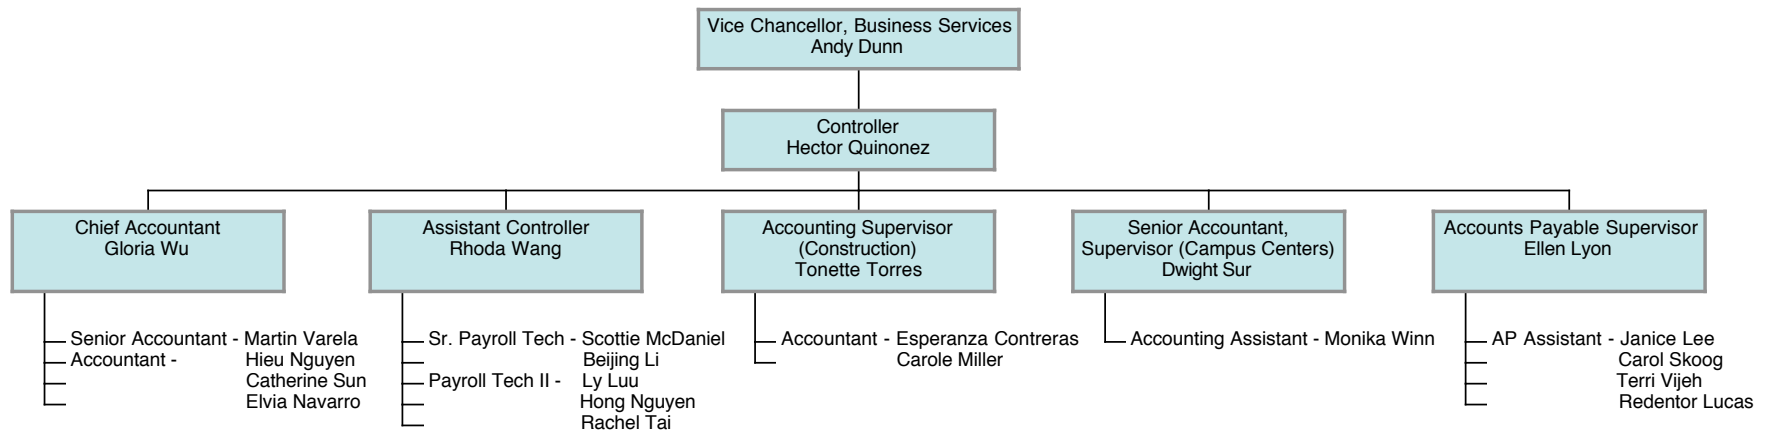 Vice Chancellor, Business Services
Andy Dunn
Controller
Hector Quinonez
Chief Accountant
Gloria Wu
Senior Accountant - Martin Varela
Accountant - Hieu Nguyen
Catherine Sun
Elvia Navarro
Assistant Controller
Rhoda Wang
Sr. Payroll Tech - Scottie McDaniel
Beijing Li
Payroll Tech II - Ly Luu
Hong Nguyen
Rachel Tai
Accounting Supervisor
(Construction)
Tonette Torres
Accountant - Esperanza Contreras
Carole Miller
Senior Accountant,
Supervisor (Campus Centers)
Dwight Sur
Accounting Assistant - Monika Winn
Accounts Payable Supervisor
Ellen Lyon
AP Assistant - Janice Lee
Carol Skoog
Terri Vijeh
Redentor Lucas